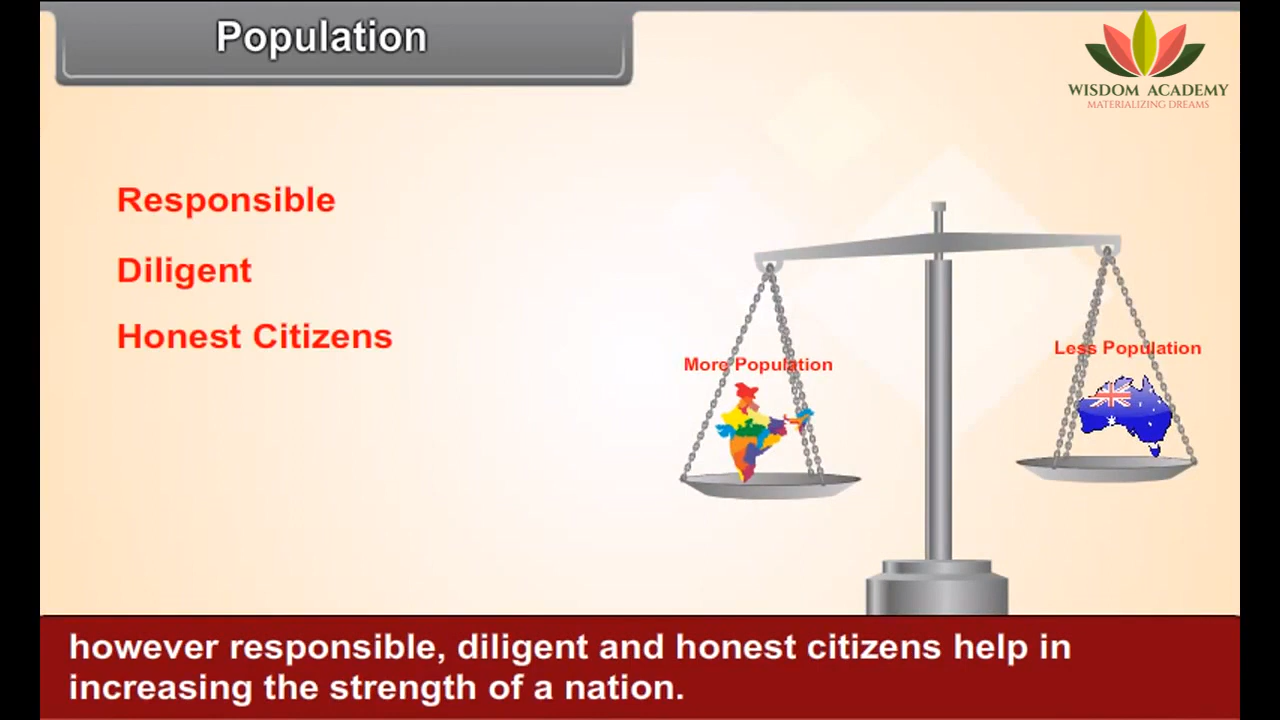 Population
WISDOM ACADEMY
MATERIALIZING DREAMS
Responsible
Diligent
Honest Citizens
More Population
Less Population
however responsible, diligent and honest citizens help in
increasing the strength of a nation.